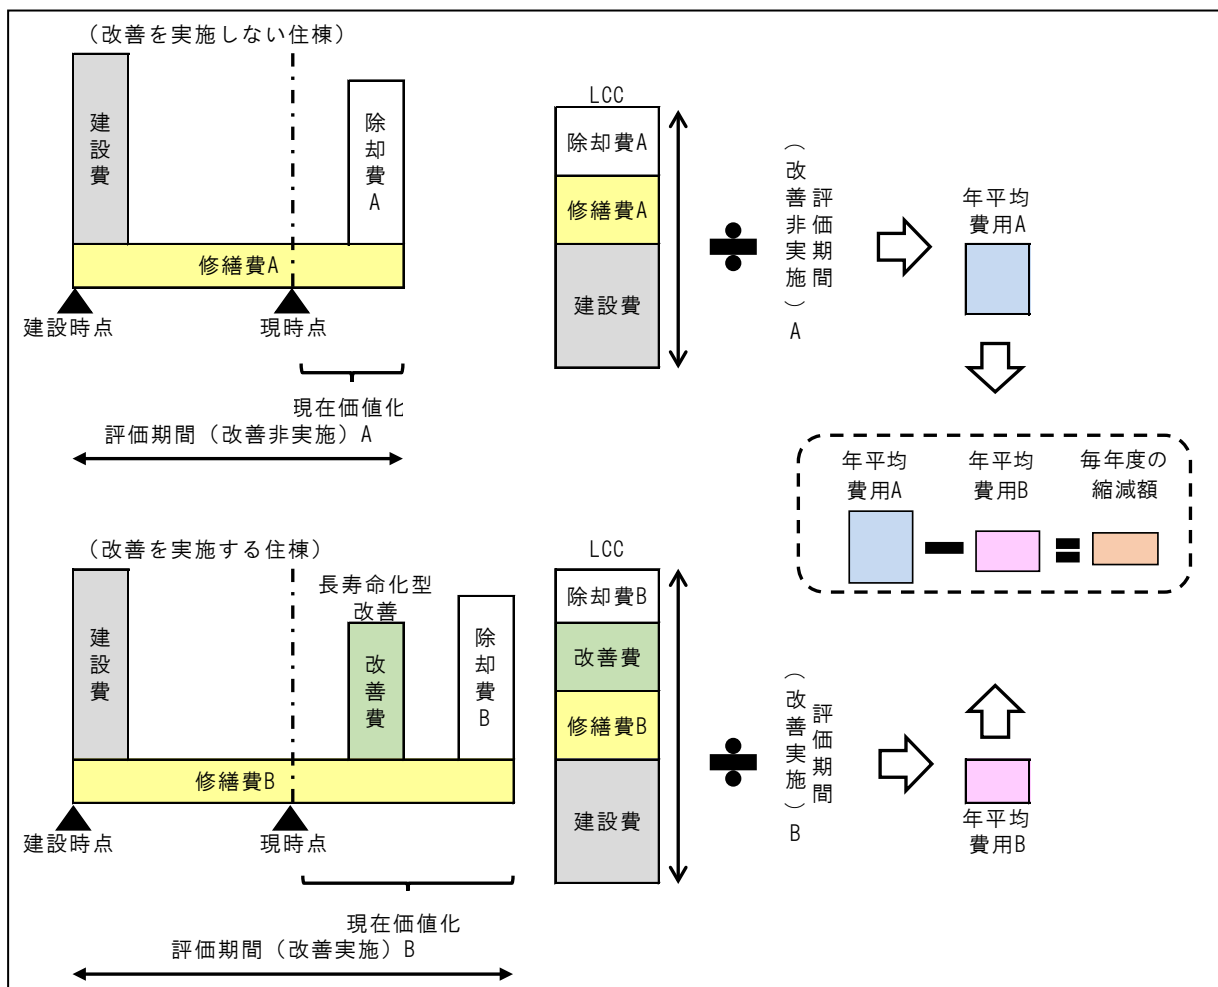 （改善を実施しない住棟）
建設費
除却費A
修繕費A
建設時点
現時点
現在価値化
評価期間（改善非実施）A
LCC
除却費A
修繕費A
建設費
評価期間
（改善非実施）A
年平均
費用A
年平均
費用A
年平均
費用B
毎年度の
縮減額
（改善を実施する住棟）
長寿命化型
改善
建設費
改善費
除却費B
修繕費B
建設時点
現時点
現在価値化
評価期間（改善実施）B
LCC
除却費B
改善費
修繕費B
建設費
評価期間
（改善実施）B
年平均
費用B